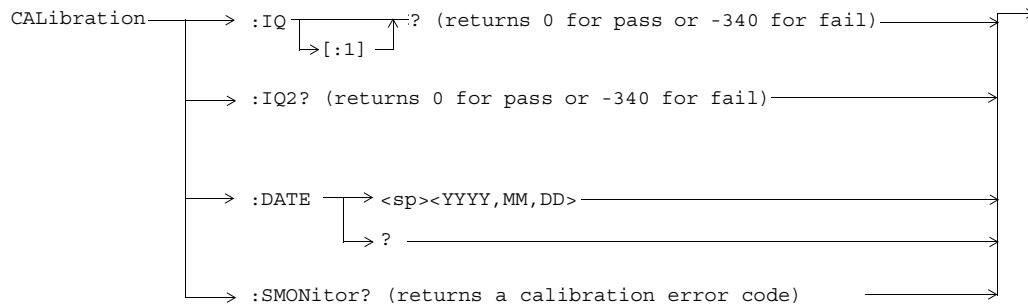 CALibration :IQ ? (returns 0 for pass or -340 for fail)
[:1]
:IQ2? (returns 0 for pass or -340 for fail)
:DATE <sp><YYYY,MM,DD>
?
:SMONitor? (returns a calibration error code)